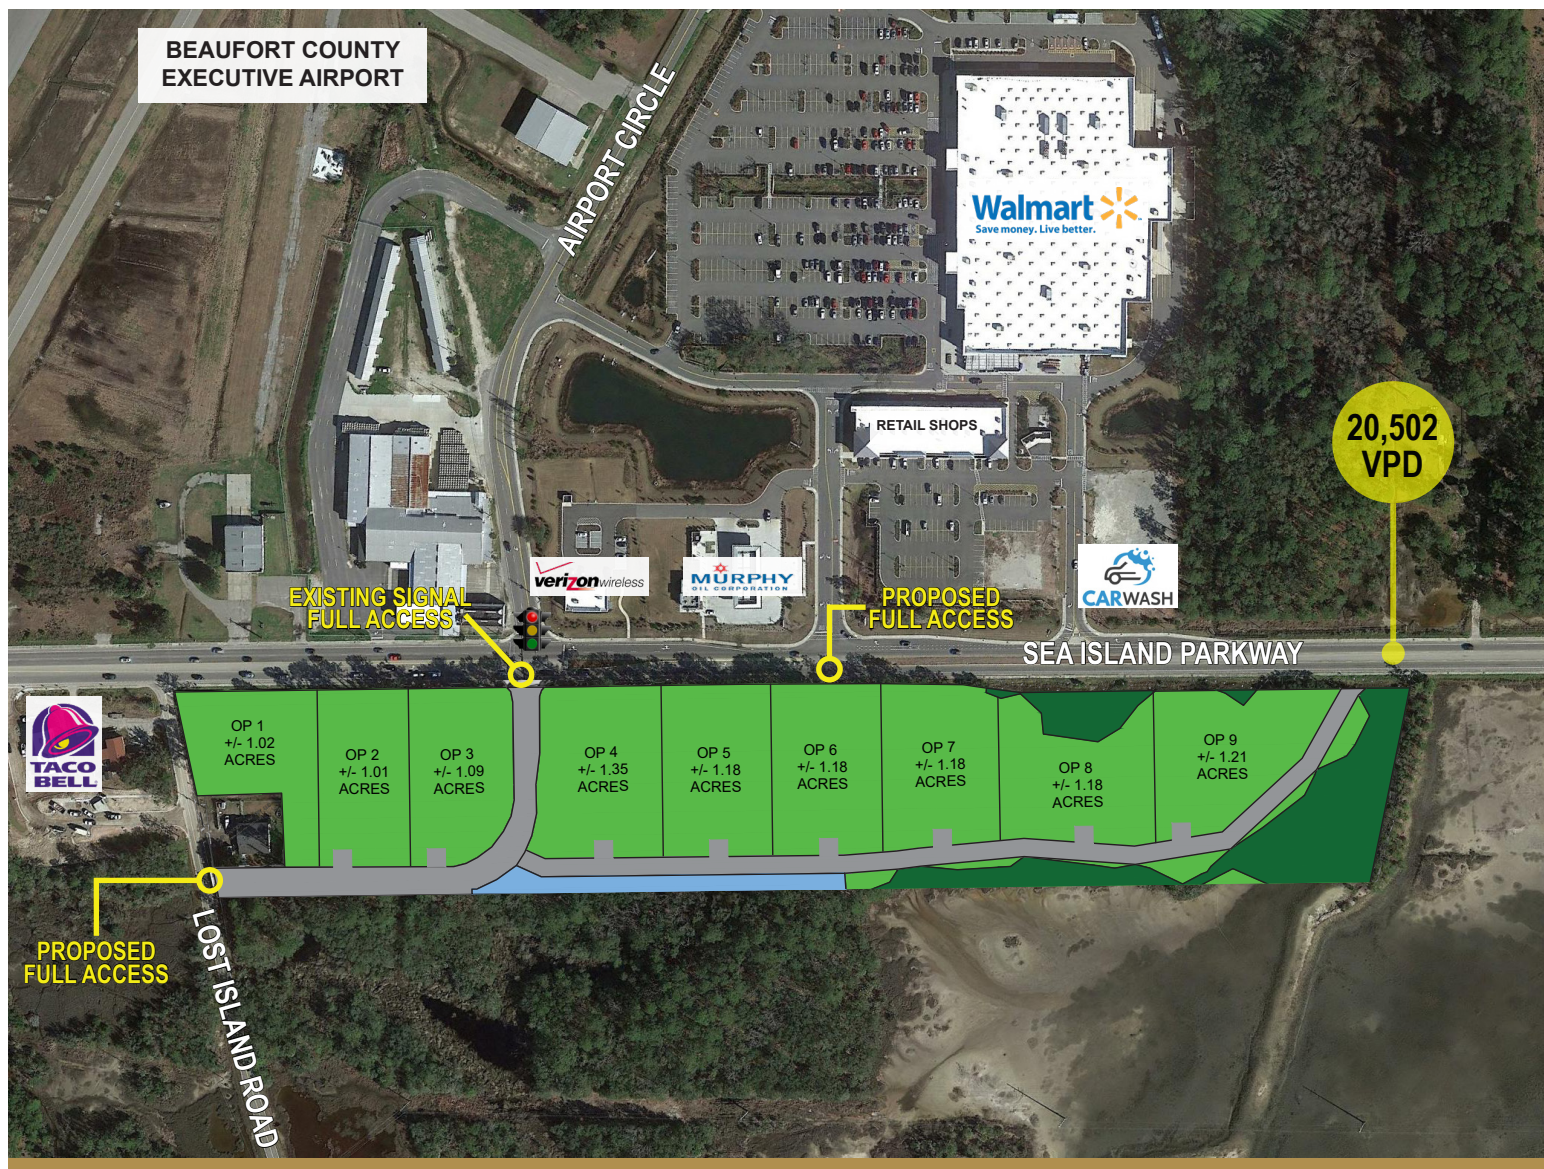 BEAUFORT COUNTY
EXECUTIVE AIRPORT
AIRPORT CIRCLE
Walmart
Save money. Live better.
RETAIL SHOPS
20,502
VPD
verizonwireless
MURPHY
OIL CORPORATION
CARWASH
EXISTING SIGNAL
FULL ACCESS
PROPOSED
FULL ACCESS
SEA ISLAND PARKWAY
TACO
BELL
OP 1
+/- 1.02
ACRES
OP 2
+/- 1.01
ACRES
OP 3
+/- 1.09
ACRES
OP 4
+/- 1.35
ACRES
OP 5
+/- 1.18
ACRES
OP 6
+/- 1.18
ACRES
OP 7
+/- 1.18
ACRES
OP 8
+/- 1.18
ACRES
OP 9
+/- 1.21
ACRES
PROPOSED
FULL ACCESS
LOST ISLAND ROAD